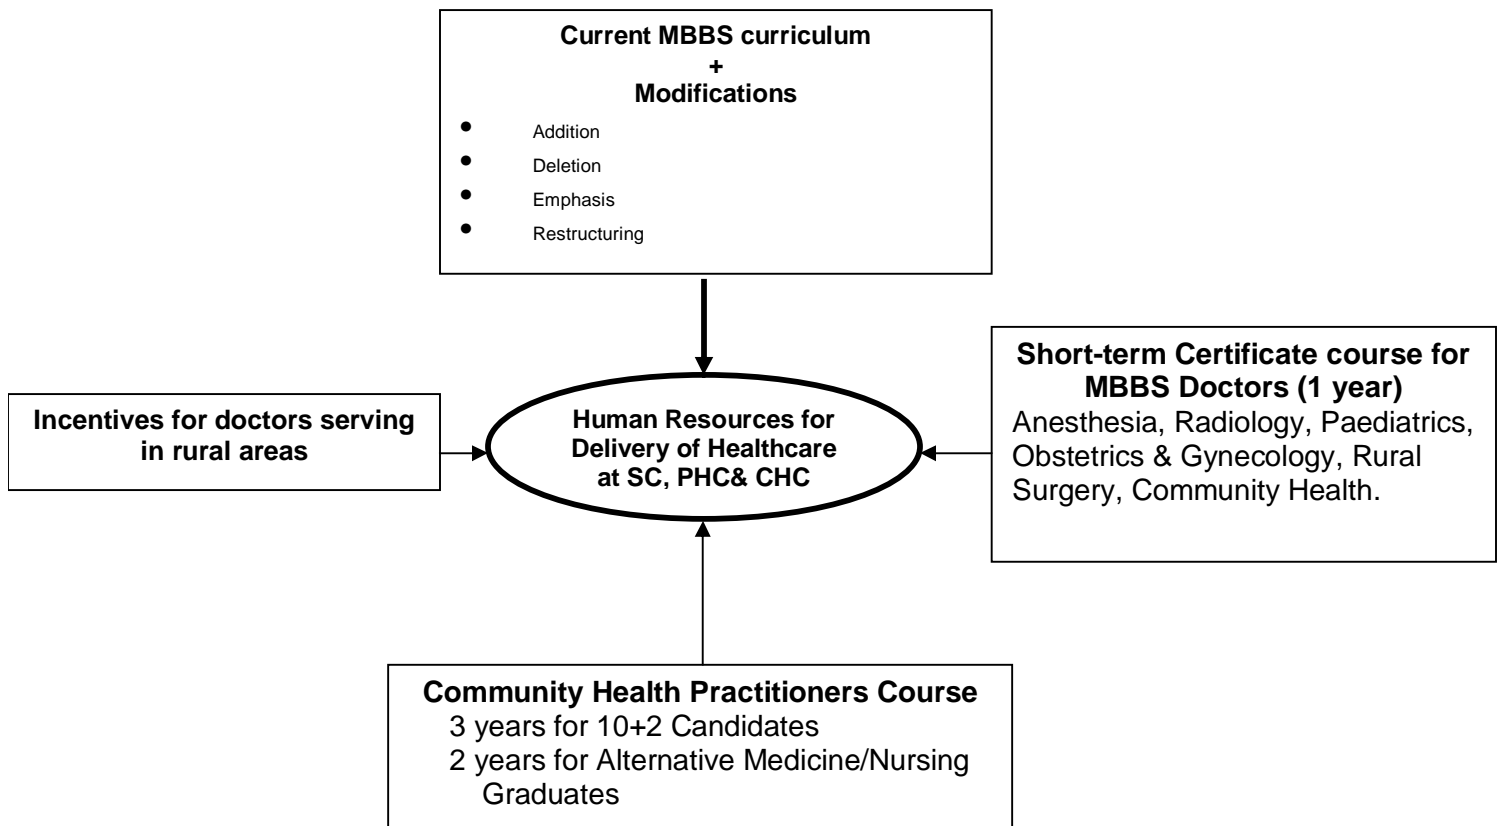 Current MBBS curriculum
+
Modifications
• Addition
• Deletion
• Emphasis
• Restructuring
Incentives for doctors serving
in rural areas
Human Resources for
Delivery of Healthcare
at SC, PHC& CHC
Short-term Certificate course for
MBBS Doctors (1 year)
Anesthesia, Radiology, Paediatrics,
Obstetrics & Gynecology, Rural
Surgery, Community Health.
Community Health Practitioners Course
3 years for 10+2 Candidates
2 years for Alternative Medicine/Nursing
Graduates